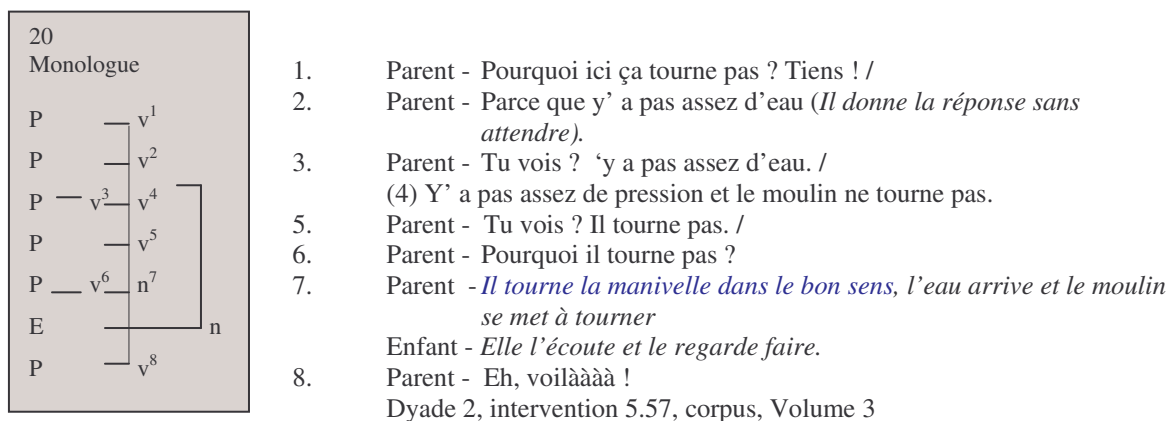 20
Monologue
P v1
P v2
P v3 v4
P v5
P v6 n7
E n
P v8
1. Parent - Pourquoi ici ça tourne pas ? Tiens ! /
2. Parent - Parce que y' a pas assez d'eau (Il donne la réponse sans
attendre).
3. Parent - Tu vois ? ‘y a pas assez d'eau. /
(4) Y' a pas assez de pression et le moulin ne tourne pas.
5. Parent - Tu vois ? Il tourne pas. /
6. Parent - Pourquoi il tourne pas ?
7. Parent - Il tourne la manivelle dans le bon sens, l'eau arrive et le moulin
se met à tourner
Enfant - Elle l'écoute et le regarde faire.
8. Parent - Eh, voilàààà !
Dyade 2, intervention 5.57, corpus, Volume 3